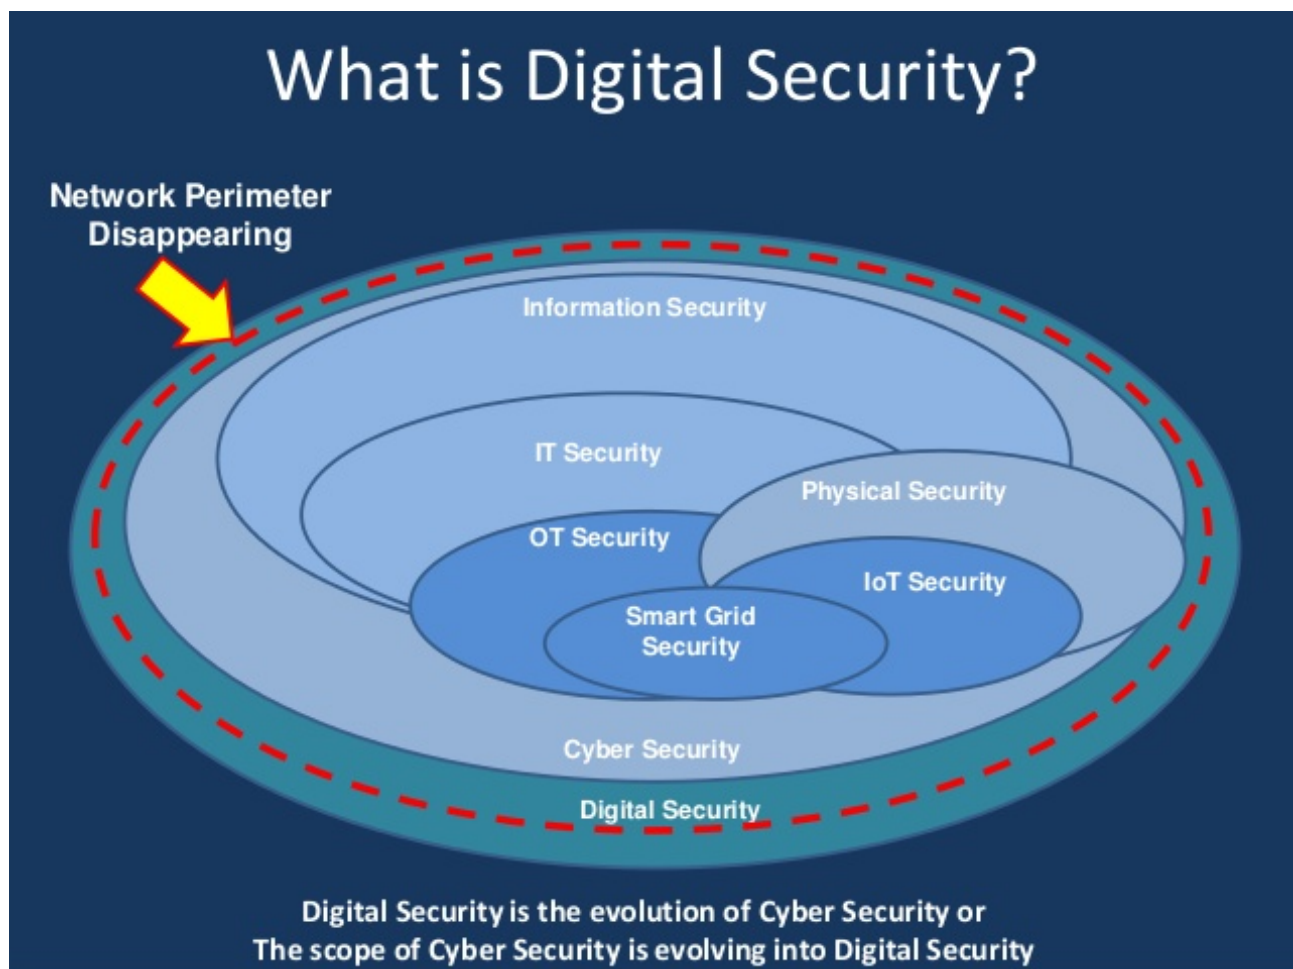 What is Digital Security?
Network Perimeter
Disappearing
Information Security
IT Security
Physical Security
OT Security
IoT Security
Smart Grid
Security
Cyber Security
Digital Security
Digital Security is the evolution of Cyber Security or
The scope of Cyber Security is evolving into Digital Security